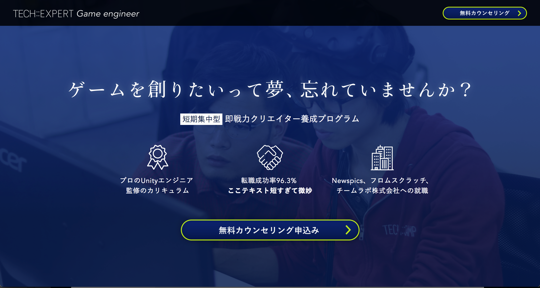 TECH::EXPERT Game engineer
無料カウンセリング
ゲームを創りたいって夢、忘れていませんか?
短期集中型 即戦力クリエイター養成プログラム
プロのUnityエンジニア
監修のカリキュラム
転職成功率96.3%
ここテキスト短すぎて微妙
Newspics、フロムスクラッチ、
チームラボ株式会社への就職
無料カウンセリング申込み